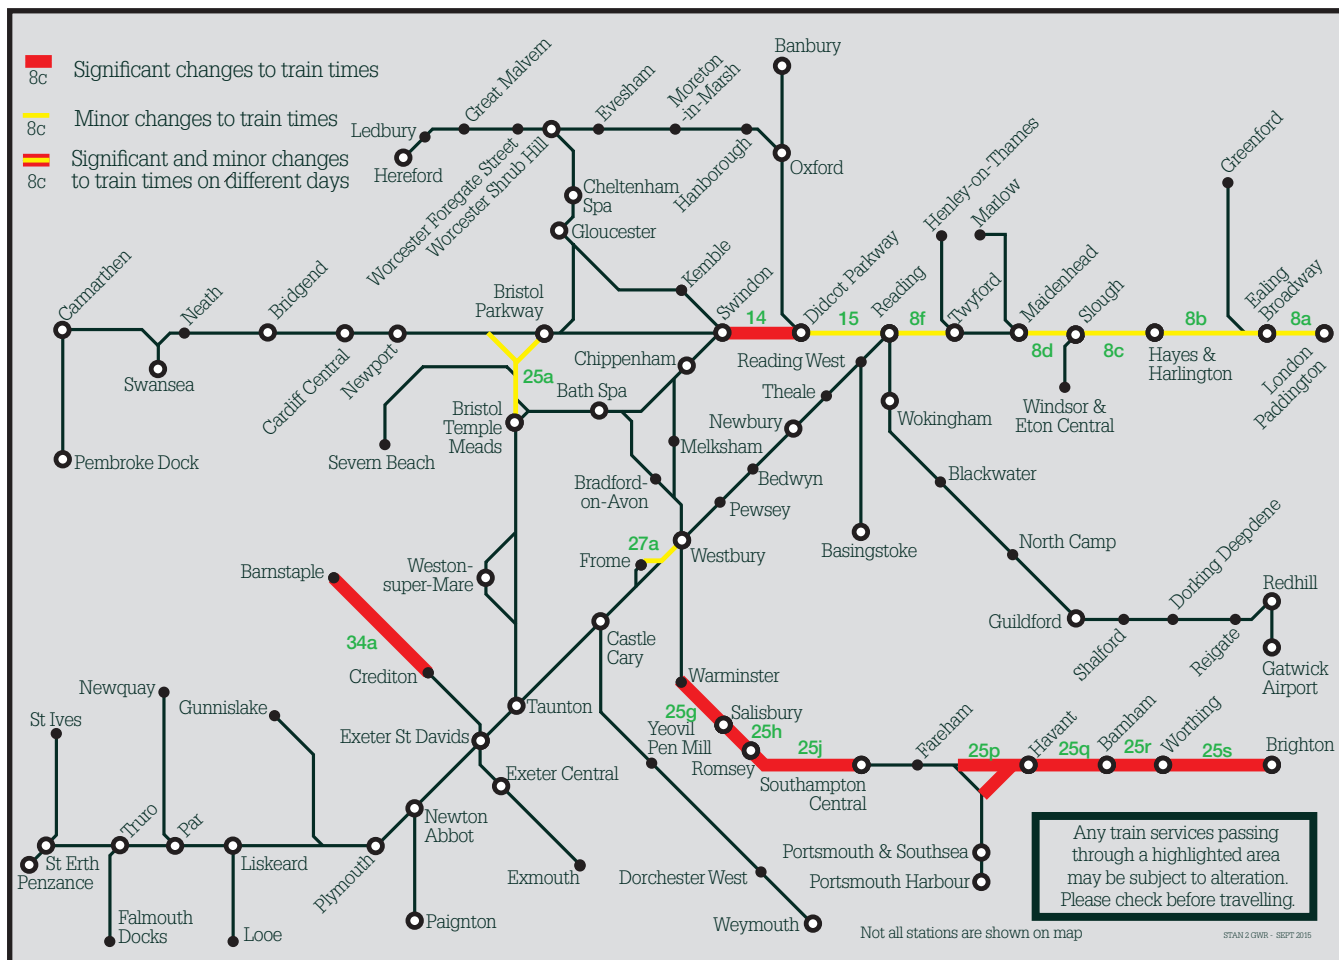 8c
Significant changes to train times
8c
Minor changes to train times
8c
Significant and minor changes
to train times on different days
Banbury
Great Malvern
Evesham
Moreton
-in-Marsh
Ledbury
Hereford
Worcester Foregate Street
Worcester Shrub Hill
Hanborough
Oxford
Cheltenham
Spa
Gloucester
Henley-on-Thames
Marlow
Greenford
Carmarthen
Neath
Bridgend
Bristol
Parkway
Kemble
Swindon
14
Didcot Parkway
15
Reading
8f
Twyford
Maidenhead
8d
Slough
8c
8b
Ealing
Broadway
8a
Hayes &
Harlington
London
Paddington
Swansea
Cardiff Central
Newport
25a
Chippenham
Reading West
Windsor &
Eton Central
Bath Spa
Theale
Wokingham
Bristol
Temple
Meads
Newbury
Pembroke Dock
Severn Beach
Melksham
Bedwyn
Blackwater
Bradford-
on-Avon
Pewsey
27a
Frome
Westbury
Basingstoke
North Camp
Dorking Deepdene
Barnstaple
Weston-
super-Mare
Redhill
34a
Castle
Cary
Guildford
Shalford
Reigate
Gatwick
Airport
Crediton
Warminster
Newquay
Gunnislake
St Ives
Taunton
25g
Salisbury
Yeovil
Pen Mill
25h
Romsey
25j
Southampton
Central
Fareham
25p
Havant
25q
Barnham
25r
Worthing
25s
Brighton
Exeter St Davids
Exeter Central
Newton
Abbot
Truro
Par
St Erth
Penzance
Liskeard
Plymouth
Exmouth
Dorchester West
Portsmouth & Southsea
Portsmouth Harbour
Falmouth
Docks
Looe
Paignton
Weymouth
Any train services passing
through a highlighted area
may be subject to alteration.
Please check before travelling.
Not all stations are shown on map
STAN 2 GWR - SEPT 2015